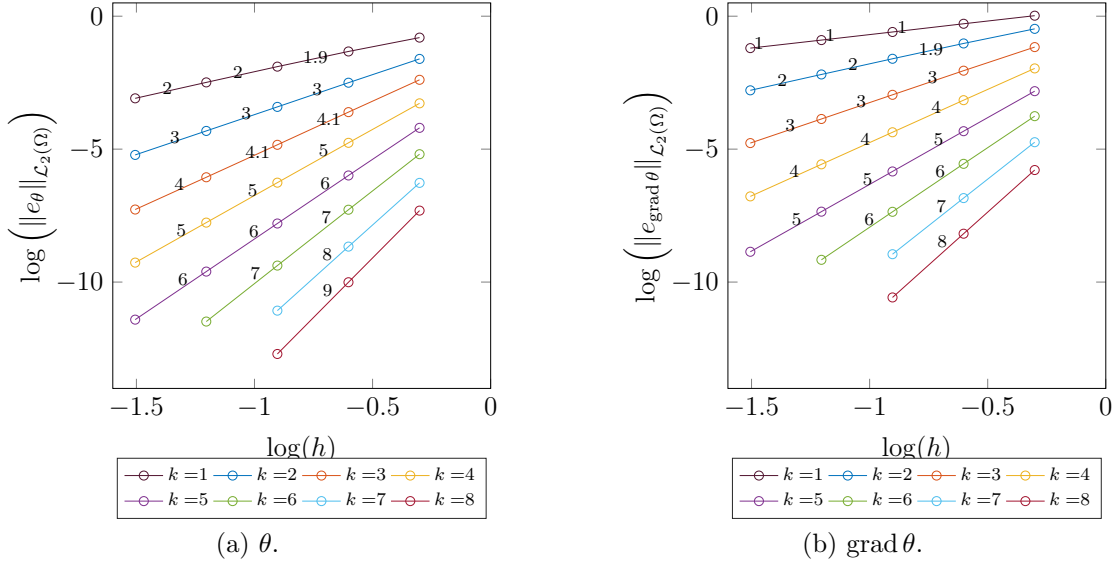 0
−5
−10
−1.5
−1
−0.5
0
log(h)
log (‖e_θ‖_{𝓛₂(Ω)})
2
2
1.9
3
3
3
4
4.1
4.1
5
5
5
6
6
6
7
7
8
9
k =1
k =2
k =3
k =4
k =5
k =6
k =7
k =8
(a) θ.
0
−5
−10
−1.5
−1
−0.5
0
log(h)
log (‖e_{grad θ}‖_{𝓛₂(Ω)})
1
1
1
2
2
1.9
3
3
3
4
4
4
5
5
5
6
6
7
8
k =1
k =2
k =3
k =4
k =5
k =6
k =7
k =8
(b) grad θ.